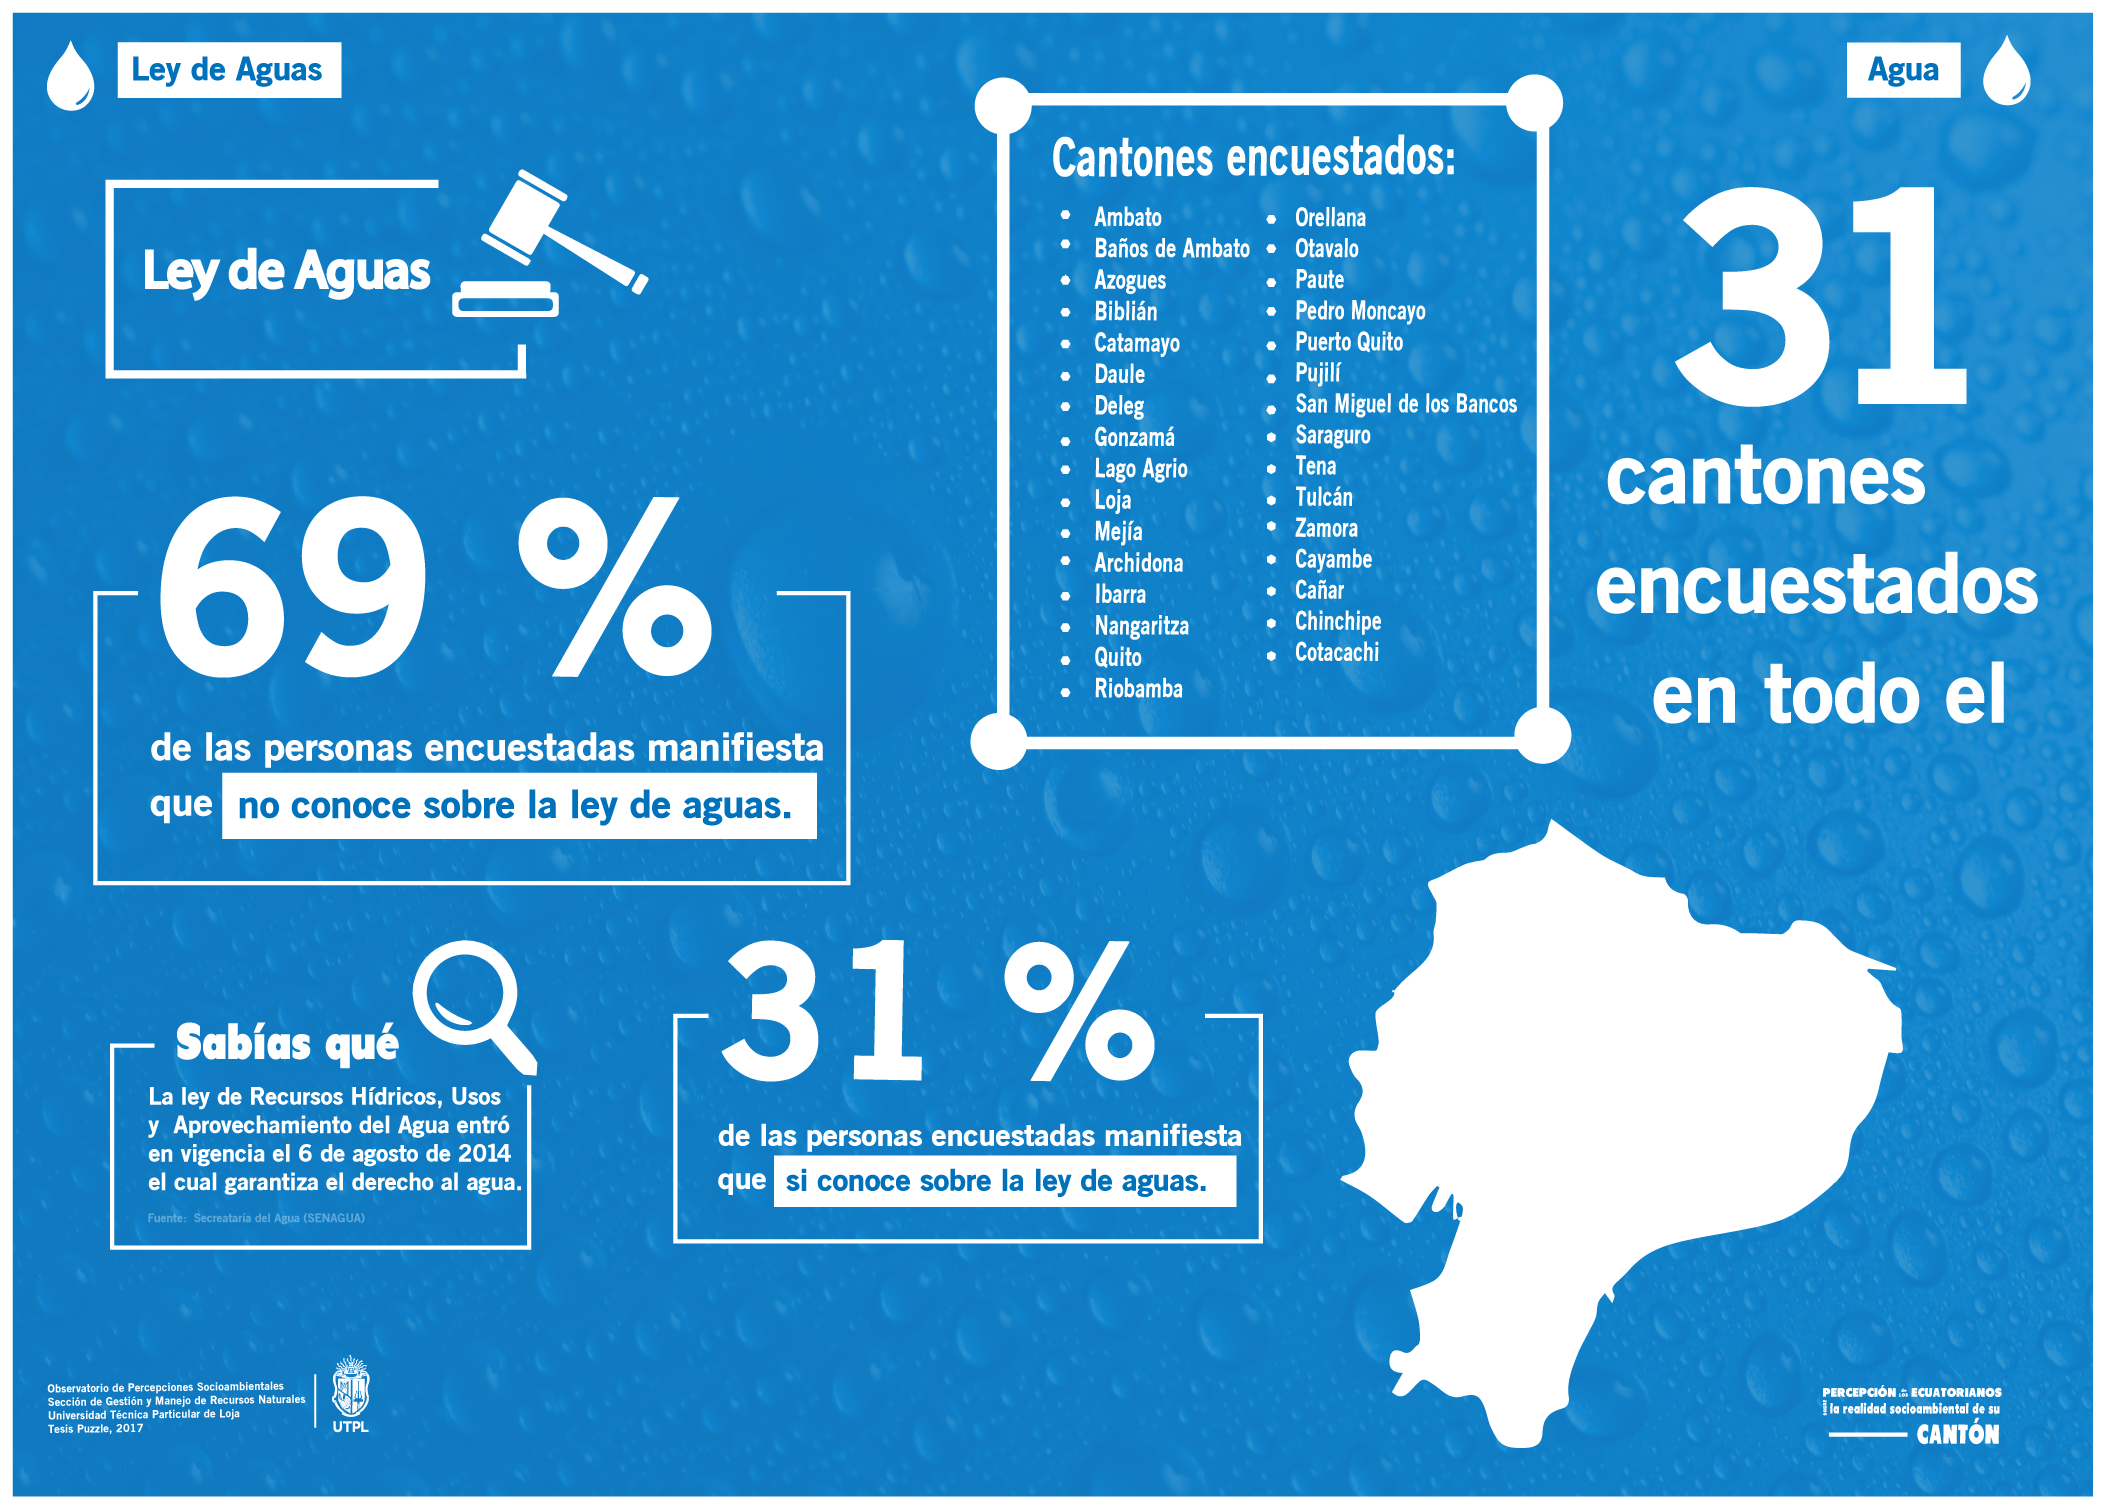 Ley de Aguas
Agua
Ley de Aguas
69 %
de las personas encuestadas manifiesta
que no conoce sobre la ley de aguas.
Sabías qué
La ley de Recursos Hídricos, Usos
y Aprovechamiento del Agua entró
en vigencia el 6 de agosto de 2014
el cual garantiza el derecho al agua.
Fuente: Secreataría del Agua (SENAGUA)
31 %
de las personas encuestadas manifiesta
que si conoce sobre la ley de aguas.
Cantones encuestados:
Ambato
Baños de Ambato
Azogues
Biblián
Catamayo
Daule
Deleg
Gonzamá
Lago Agrio
Loja
Mejía
Archidona
Ibarra
Nangaritza
Quito
Riobamba
Orellana
Otavalo
Paute
Pedro Moncayo
Puerto Quito
Pujilí
San Miguel de los Bancos
Saraguro
Tena
Tulcán
Zamora
Cayambe
Cañar
Chinchipe
Cotacachi
31
cantones
encuestados
en todo el
Observatorio de Percepciones Socioambientales
Sección de Gestión y Manejo de Recursos Naturales
Universidad Técnica Particular de Loja
Tesis Puzzle, 2017
UTPL
PERCEPCIÓN de los ECUATORIANOS
sobre la realidad socioambiental de su
CANTÓN